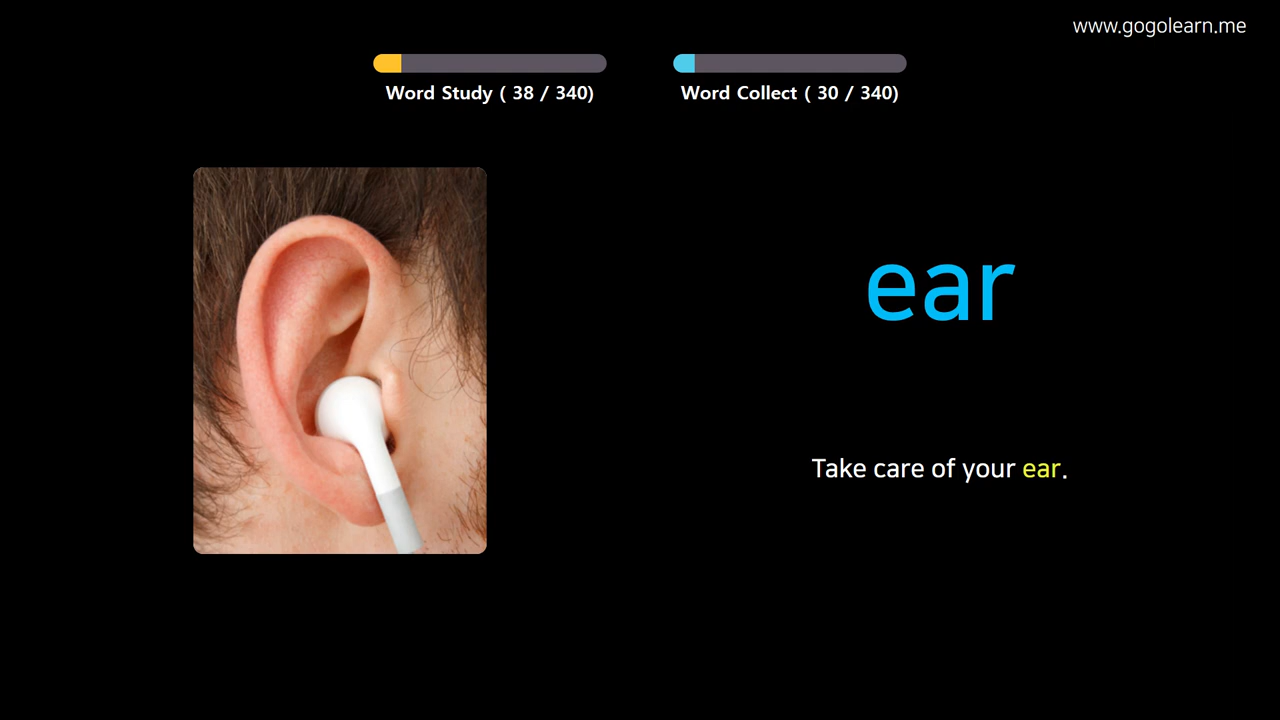 www.gogolearn.me
Word Study ( 38 / 340)
Word Collect ( 30 / 340)
ear
Take care of your ear.